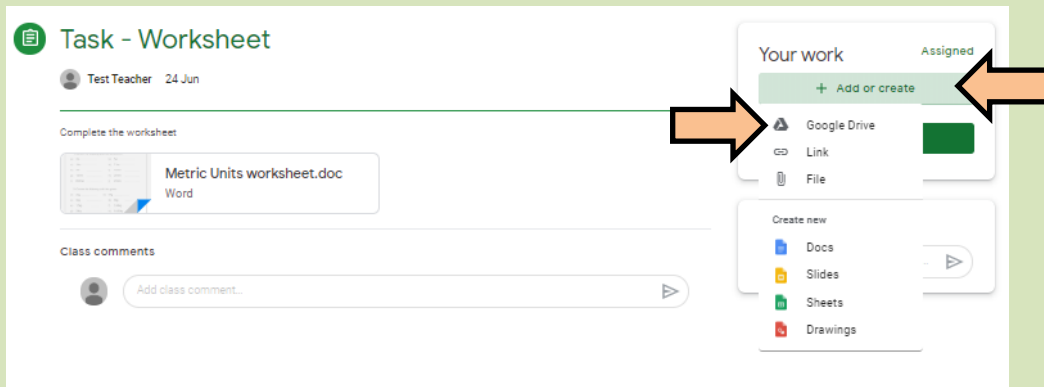 Task - Worksheet
Test Teacher 24 Jun
Complete the worksheet
Metric Units worksheet.doc
Word
Class comments
Add class comment...
Your work Assigned
+ Add or create
Google Drive
Link
File
Create new
Docs
Slides
Sheets
Drawings